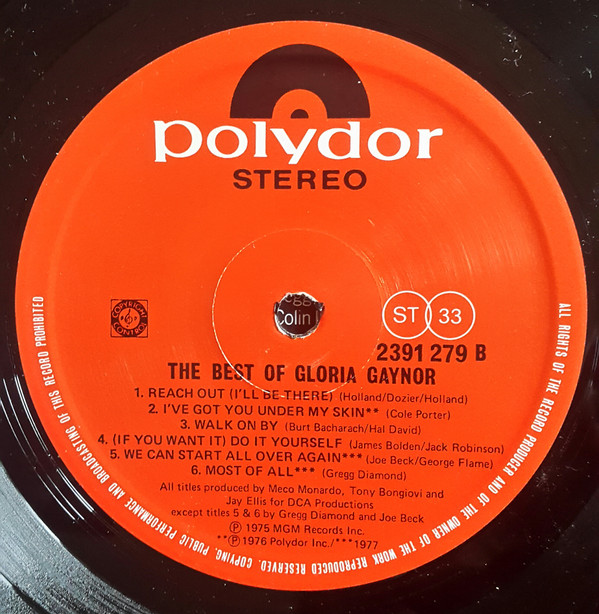 polydor
STEREO
COPYRIGHT
CONTROL
Colin
ST 33
2391 279 B
THE BEST OF GLORIA GAYNOR
1. REACH OUT (I'LL BE THERE) (Holland/Dozier/Holland)
2. I'VE GOT YOU UNDER MY SKIN** (Cole Porter)
3. WALK ON BY (Burt Bacharach/Hal David)
4. (IF YOU WANT IT) DO IT YOURSELF (James Bolden/Jack Robinson)
5. WE CAN START ALL OVER AGAIN*** (Joe Beck/George Flame)
6. MOST OF ALL*** (Gregg Diamond)
All titles produced by Meco Monardo, Tony Bongiovi and
Jay Ellis for DCA Productions
except titles 5 & 6 by Gregg Diamond and Joe Beck
Ⓟ 1975 MGM Records Inc.
**Ⓟ 1976 Polydor Inc./***1977
ALL RIGHTS OF THE RECORD PRODUCER AND OF THE OWNER OF THE WORK REPRODUCED RESERVED. COPYING, PUBLIC PERFORMANCE AND BROADCASTING OF THIS RECORD PROHIBITED